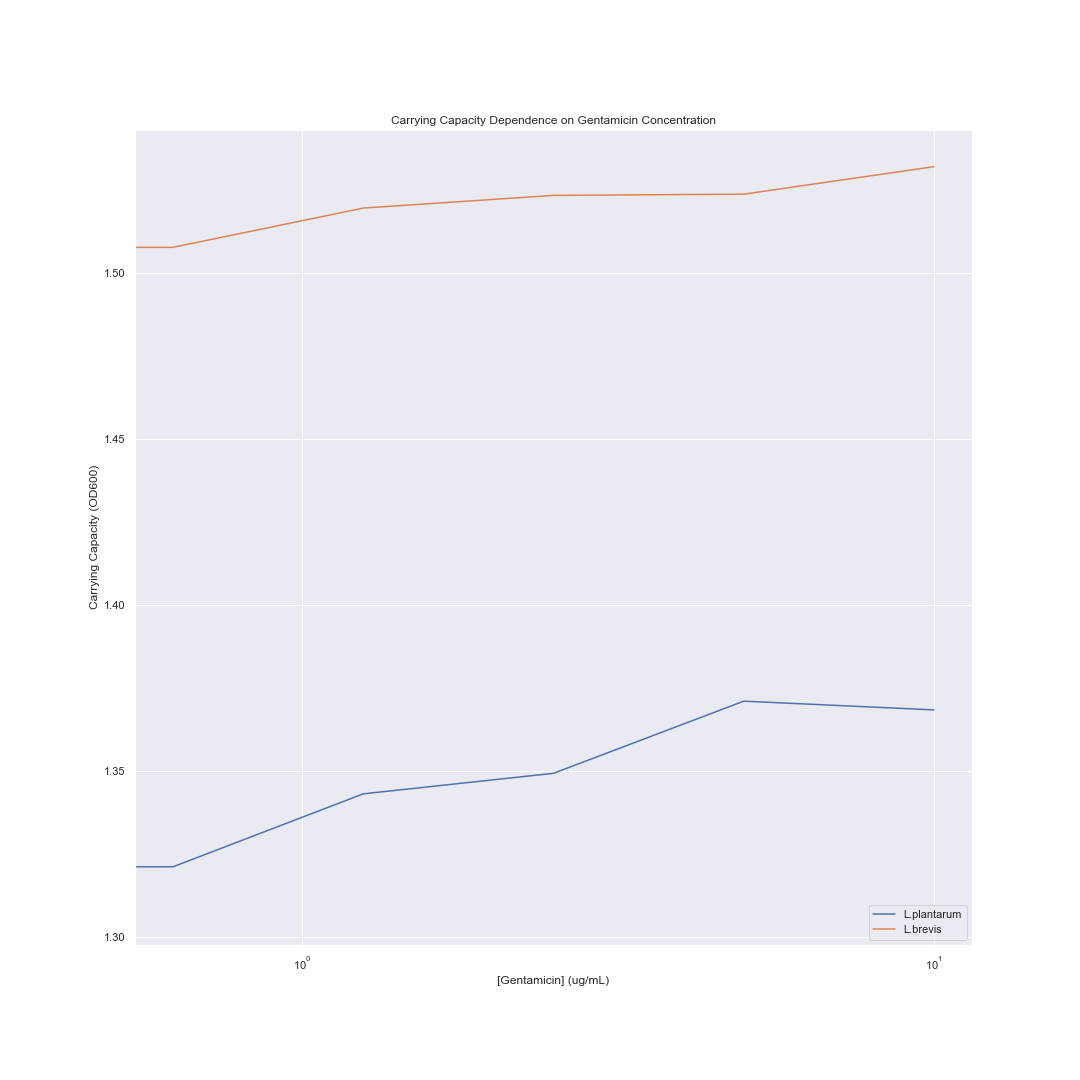 Carrying Capacity Dependence on Gentamicin Concentration
Carrying Capacity (OD600)
1.50
1.45
1.40
1.35
1.30
10⁰
10¹
[Gentamicin] (ug/mL)
L.plantarum
L.brevis